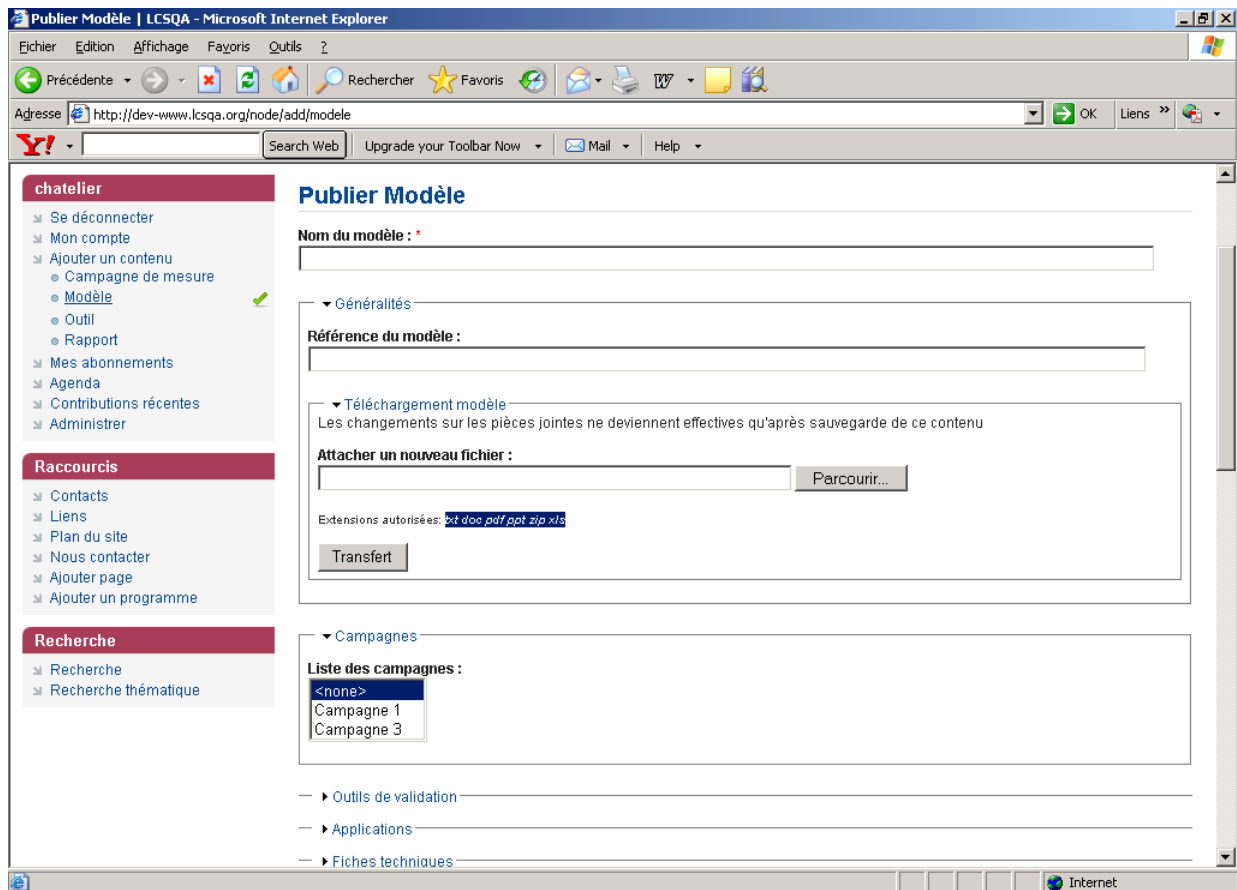 Publier Modèle | LCSQA - Microsoft Internet Explorer
Fichier Edition Affichage Favoris Outils ?
Précédente Rechercher Favoris
Adresse http://dev-www.lcsqa.org/node/add/modele OK Liens »
Y! Search Web Upgrade your Toolbar Now Mail Help
chatelier
Se déconnecter
Mon compte
Ajouter un contenu
Campagne de mesure
Modèle
Outil
Rapport
Mes abonnements
Agenda
Contributions récentes
Administrer
Raccourcis
Contacts
Liens
Plan du site
Nous contacter
Ajouter page
Ajouter un programme
Recherche
Recherche
Recherche thématique
Publier Modèle
Nom du modèle : *
Généralités
Référence du modèle :
Téléchargement modèle
Les changements sur les pièces jointes ne deviennent effectives qu'après sauvegarde de ce contenu
Attacher un nouveau fichier :
Parcourir...
Extensions autorisées: txt doc pdf ppt zip xls
Transfert
Campagnes
Liste des campagnes :
<none>
Campagne 1
Campagne 3
Outils de validation
Applications
Fiches techniques
Internet